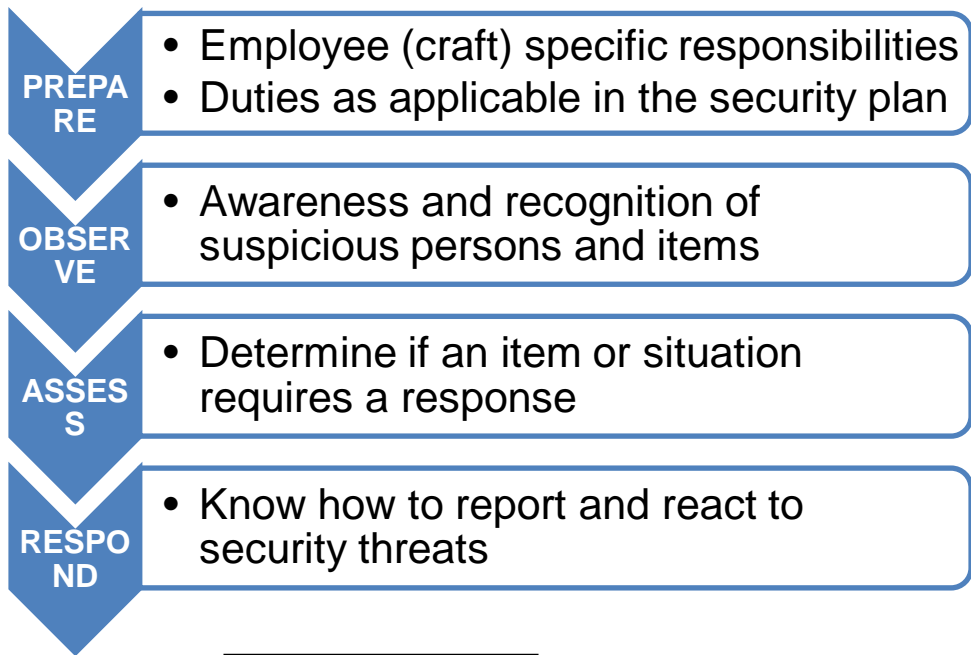 PREPA
RE
• Employee (craft) specific responsibilities
• Duties as applicable in the security plan
OBSER
VE
• Awareness and recognition of
suspicious persons and items
ASSES
S
• Determine if an item or situation
requires a response
RESPO
ND
• Know how to report and react to
security threats